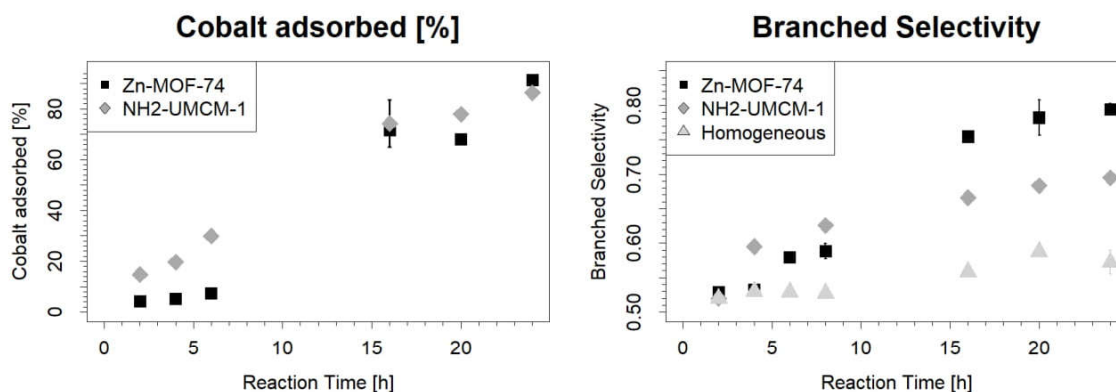 Cobalt adsorbed [%]
Zn-MOF-74
NH2-UMCM-1
Cobalt adsorbed [%]
80
60
40
20
0
0 5 10 15 20
Reaction Time [h]
Branched Selectivity
Zn-MOF-74
NH2-UMCM-1
Homogeneous
Branched Selectivity
0.80
0.70
0.60
0.50
0 5 10 15 20
Reaction Time [h]